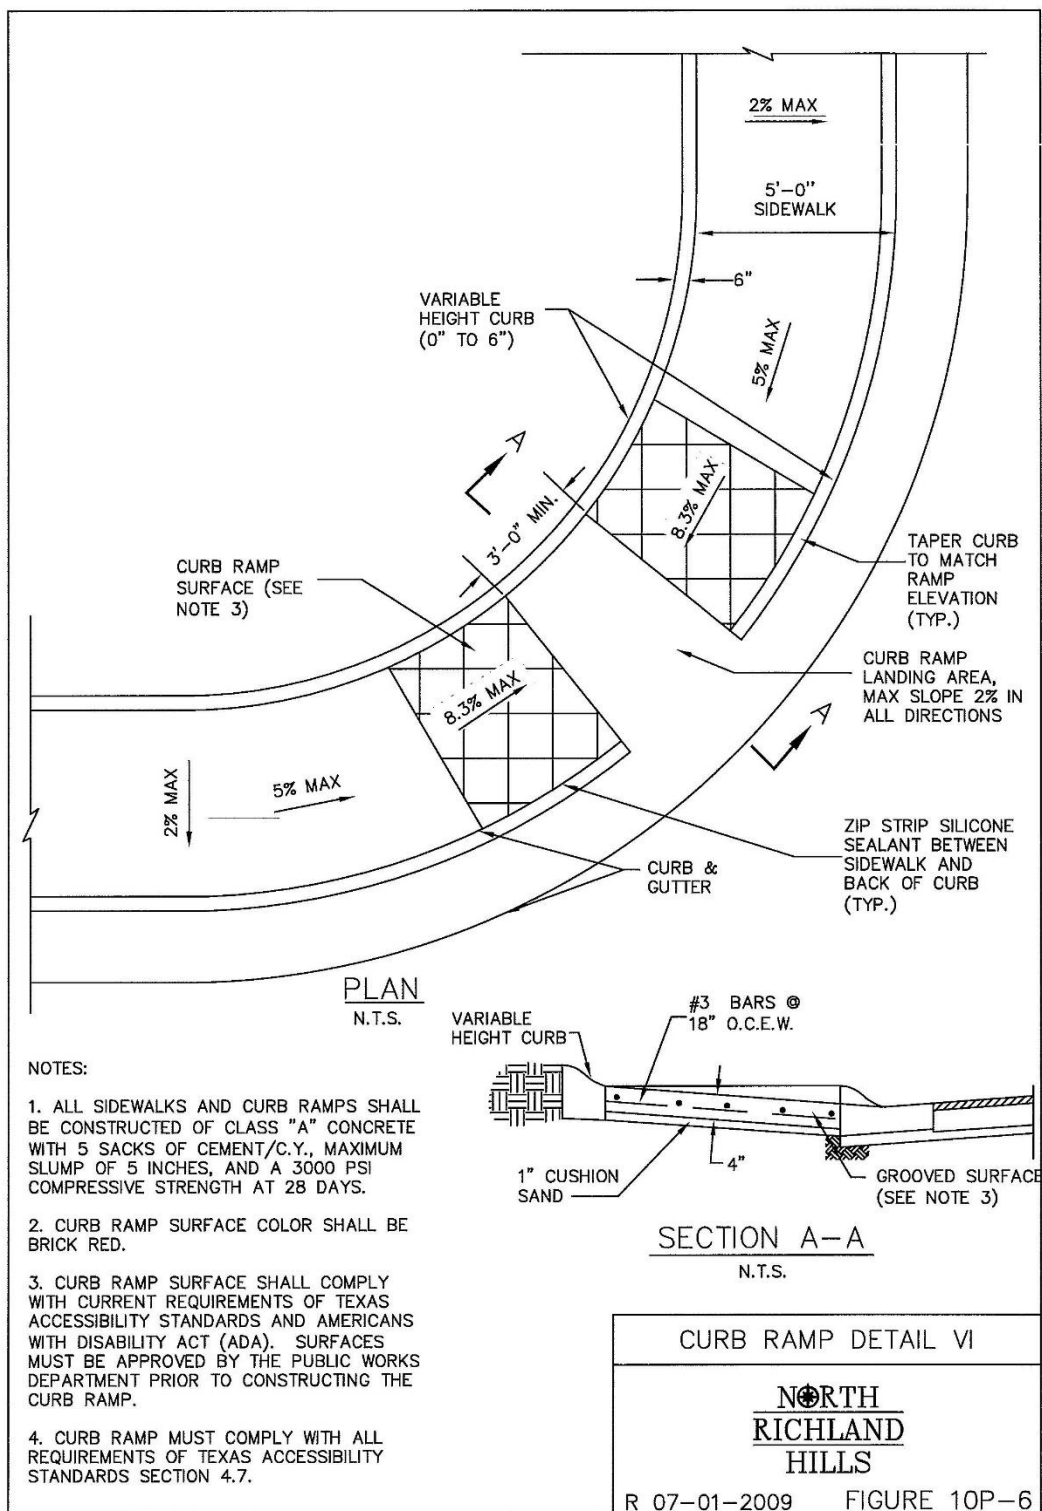 2% MAX
5'-0"
SIDEWALK
6"
VARIABLE
HEIGHT CURB
(0" TO 6")
5% MAX
A
8.3% MAX
3'-0" MIN.
CURB RAMP
SURFACE (SEE
NOTE 3)
TAPER CURB
TO MATCH
RAMP
ELEVATION
(TYP.)
CURB RAMP
LANDING AREA,
MAX SLOPE 2% IN
ALL DIRECTIONS
8.3% MAX
A
2% MAX
5% MAX
ZIP STRIP SILICONE
SEALANT BETWEEN
SIDEWALK AND
BACK OF CURB
(TYP.)
CURB &
GUTTER
PLAN
N.T.S.
VARIABLE
HEIGHT CURB
#3 BARS @
18" O.C.E.W.
1" CUSHION
SAND
4"
GROOVED SURFACE
(SEE NOTE 3)
SECTION A-A
N.T.S.
NOTES:
1. ALL SIDEWALKS AND CURB RAMPS SHALL
BE CONSTRUCTED OF CLASS "A" CONCRETE
WITH 5 SACKS OF CEMENT/C.Y., MAXIMUM
SLUMP OF 5 INCHES, AND A 3000 PSI
COMPRESSIVE STRENGTH AT 28 DAYS.
2. CURB RAMP SURFACE COLOR SHALL BE
BRICK RED.
3. CURB RAMP SURFACE SHALL COMPLY
WITH CURRENT REQUIREMENTS OF TEXAS
ACCESSIBILITY STANDARDS AND AMERICANS
WITH DISABILITY ACT (ADA). SURFACES
MUST BE APPROVED BY THE PUBLIC WORKS
DEPARTMENT PRIOR TO CONSTRUCTING THE
CURB RAMP.
4. CURB RAMP MUST COMPLY WITH ALL
REQUIREMENTS OF TEXAS ACCESSIBILITY
STANDARDS SECTION 4.7.
CURB RAMP DETAIL VI
NORTH
RICHLAND
HILLS
R 07-01-2009 FIGURE 10P-6